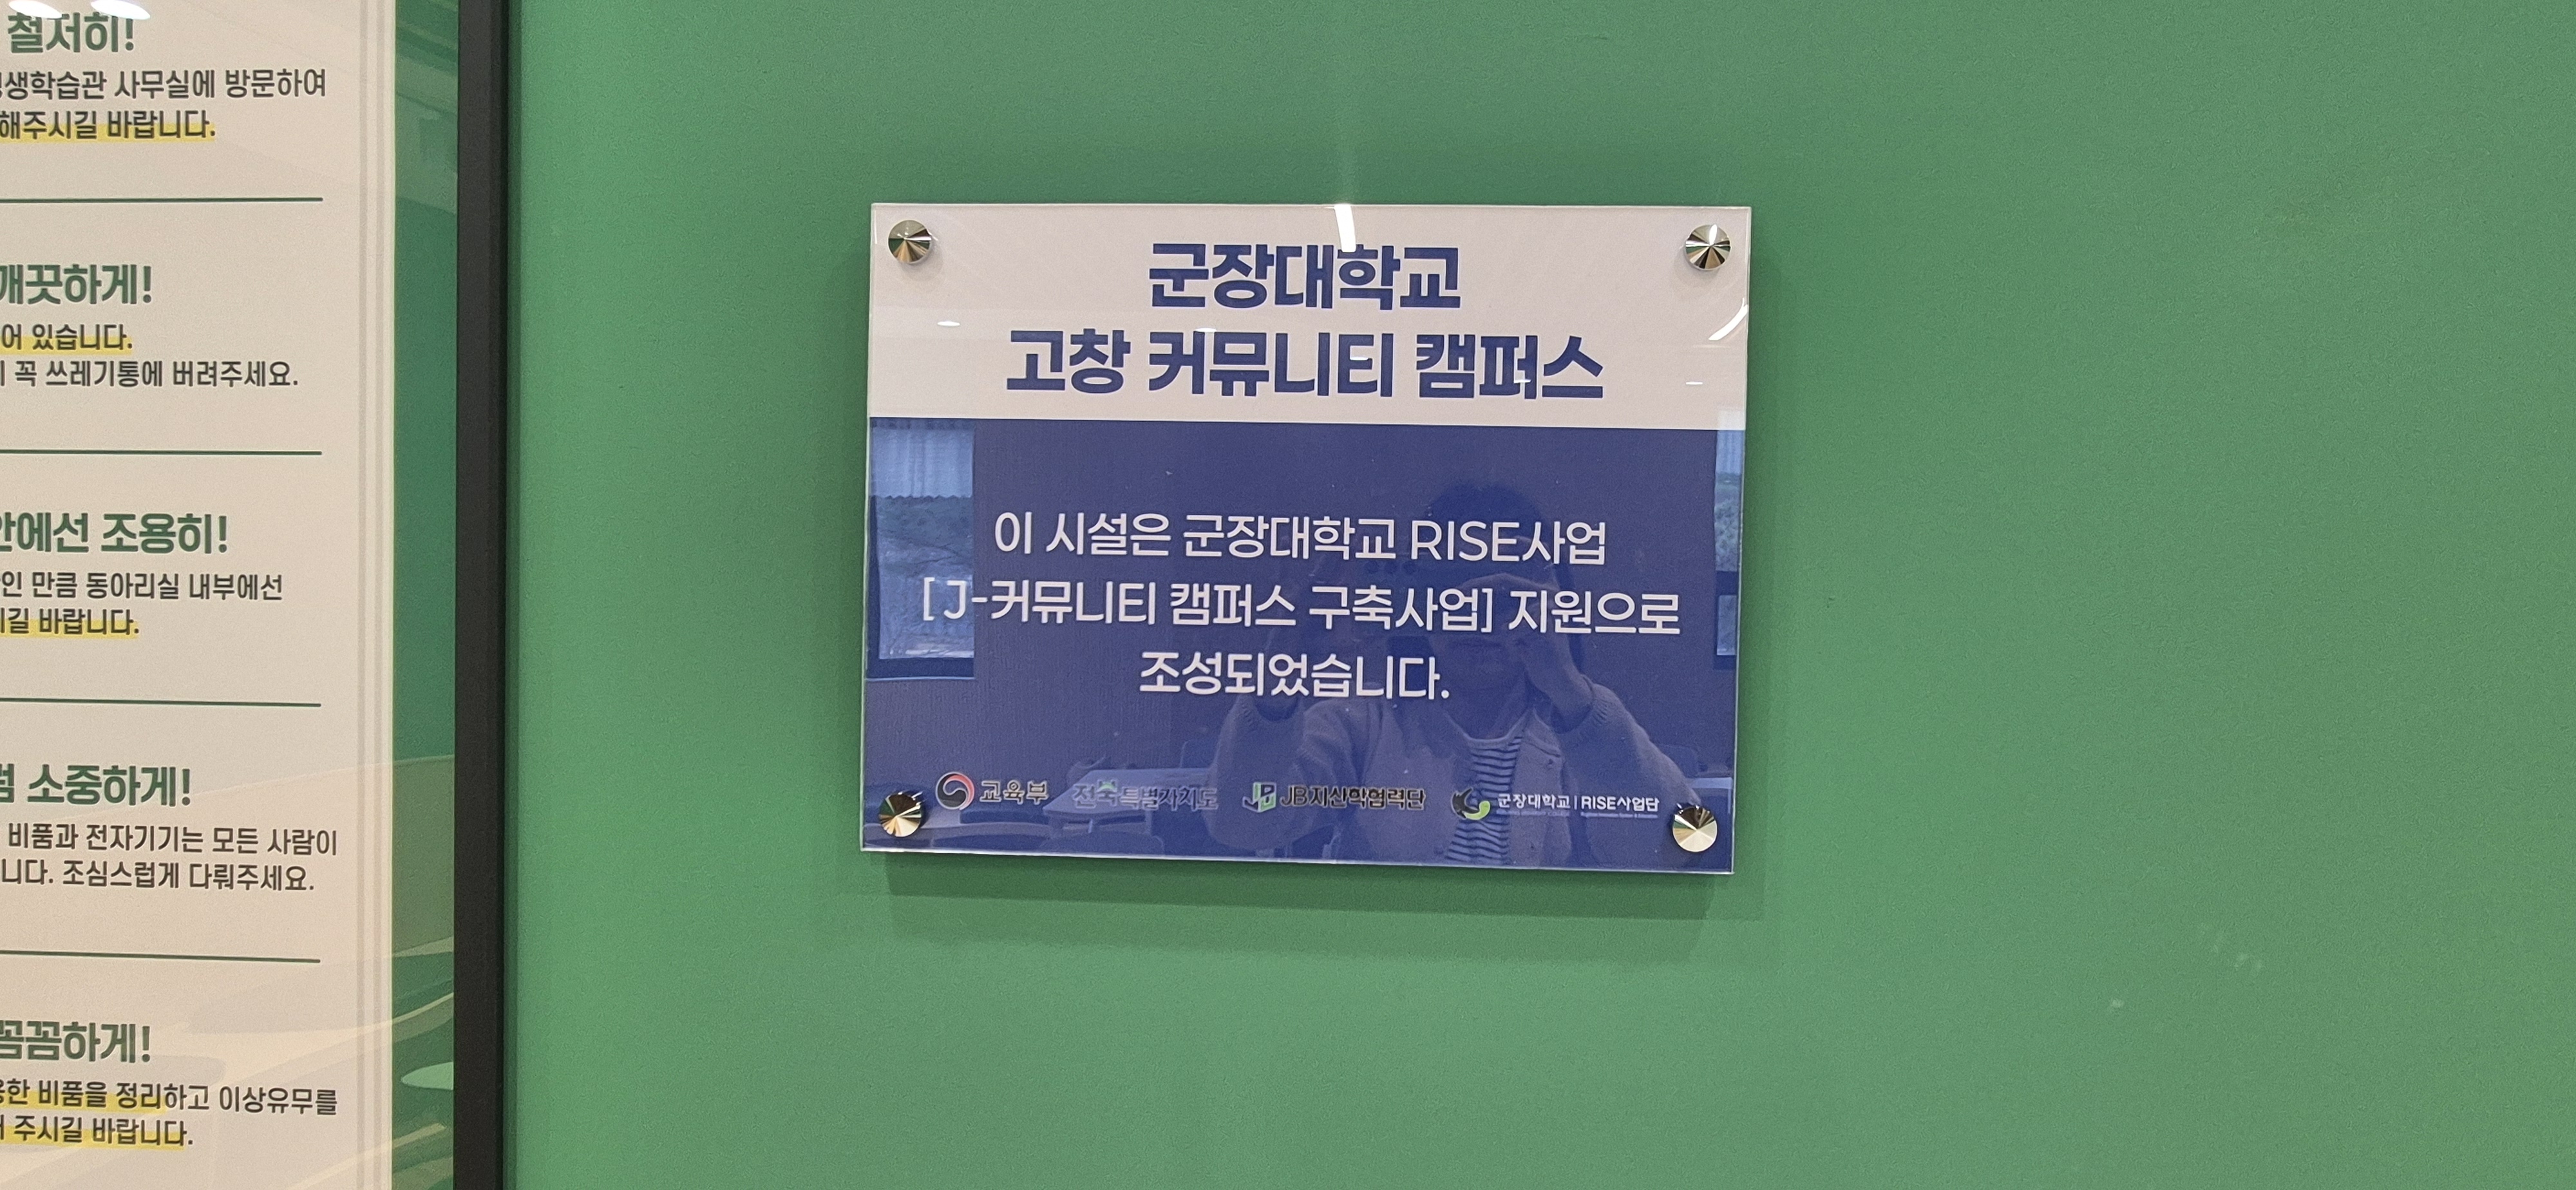 철저히!
생학습관 사무실에 방문하여
해주시길 바랍니다.
깨끗하게!
어 있습니다.
꼭 쓰레기통에 버려주세요.
안에선 조용히!
인 만큼 동아리실 내부에선
길 바랍니다.
소중하게!
비품과 전자기기는 모든 사람이
니다. 조심스럽게 다뤄주세요.
꼼꼼하게!
한 비품을 정리하고 이상유무를
주시길 바랍니다.
군장대학교
고창 커뮤니티 캠퍼스
이 시설은 군장대학교 RISE사업
[J-커뮤니티 캠퍼스 구축사업] 지원으로
조성되었습니다.
교육부 전북특별자치도 JB지산학협력단 군장대학교 | RISE사업단